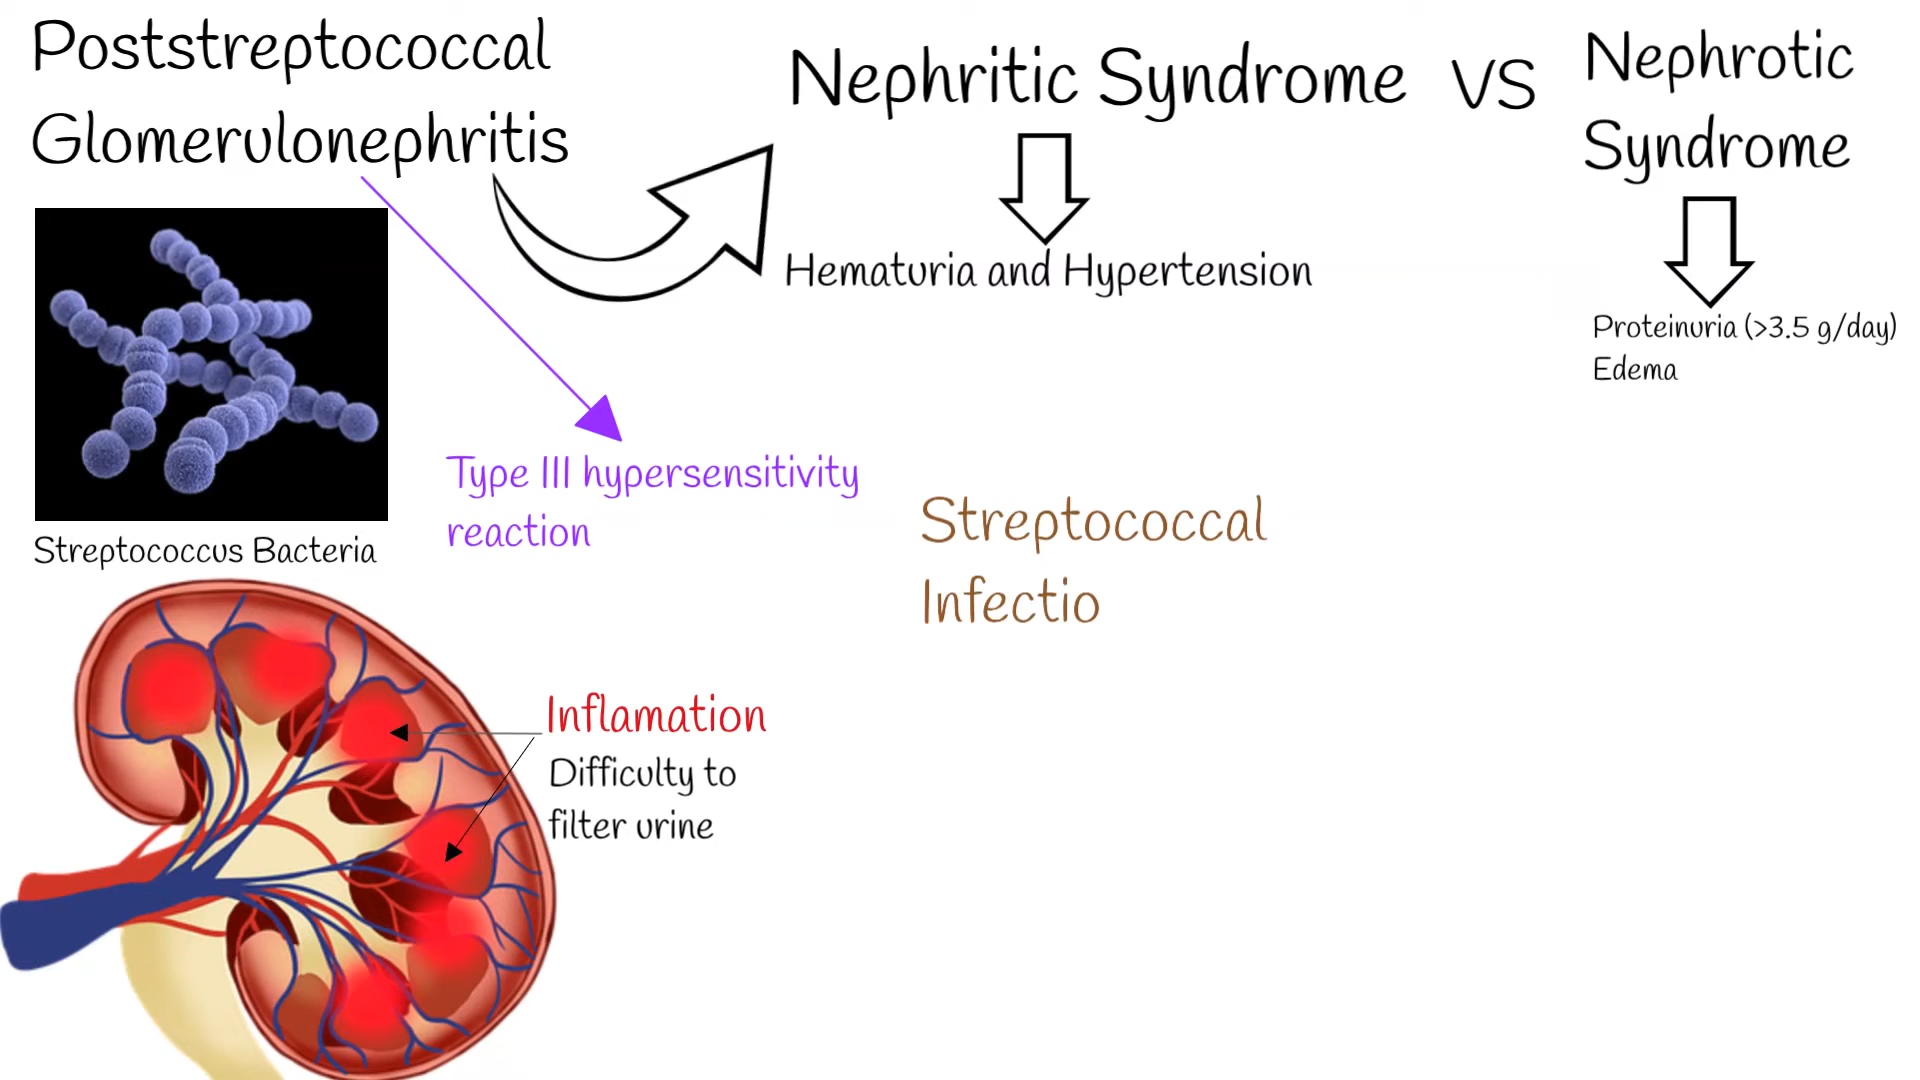 Poststreptococcal
Glomerulonephritis
Nephritic Syndrome VS
Nephrotic
Syndrome
Hematuria and Hypertension
Proteinuria (>3.5 g/day)
Edema
Type III hypersensitivity
reaction
Streptococcus Bacteria
Streptococcal
Infectio
Inflamation
Difficulty to
filter urine